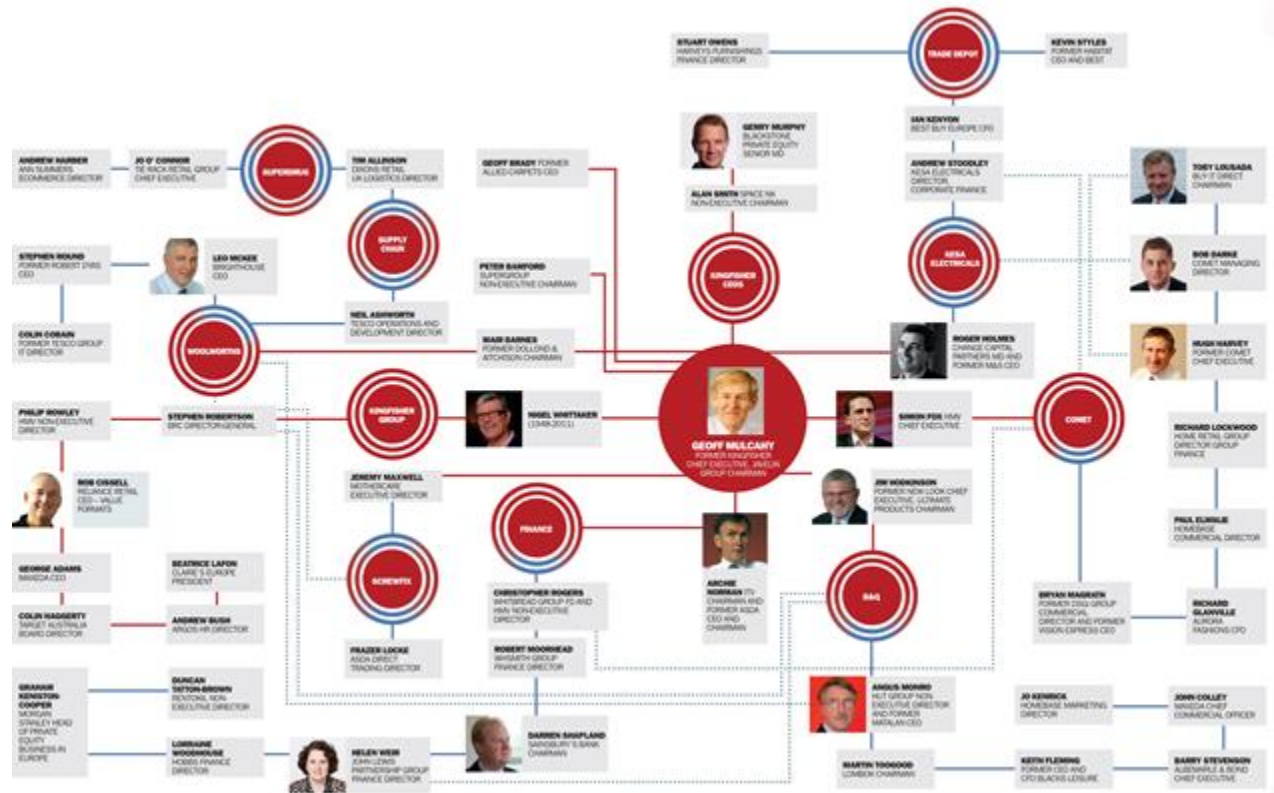 STUART OWENS
HARVEYS FURNISHINGS
FINANCE DIRECTOR
TRADE DEPOT
KEVIN STYLES
FORMER HABITAT
CEO AND BEST
IAN KENYON
BEST BUY EUROPE CFO
GERRY MURPHY
BLACKSTONE
PRIVATE EQUITY
SENIOR MD
ANDREW HARBER
ANN SUMMERS
ECOMMERCE DIRECTOR
JO O' CONNOR
TIE RACK RETAIL GROUP
CHIEF EXECUTIVE
SUPERDRUG
TIM ALLINSON
DIXONS RETAIL
UK LOGISTICS DIRECTOR
GEOFF BRADY FORMER
ALLIED CARPETS CEO
ALAN SMITH SPACE NK
NON-EXECUTIVE CHAIRMAN
ANDREW STOODLEY
KESA ELECTRICALS
DIRECTOR,
CORPORATE FINANCE
TOBY LOUSADA
BUY IT DIRECT
CHAIRMAN
SUPPLY
CHAIN
STEPHEN ROUND
FORMER ROBERT DYAS
CEO
LEO MCKEE
BRIGHTHOUSE
CEO
PETER BAMFORD
SUPERGROUP
NON-EXECUTIVE CHAIRMAN
KINGFISHER
CEOS
KESA
ELECTRICALS
BOB DARKE
COMET MANAGING
DIRECTOR
COLIN COBAIN
FORMER TESCO GROUP
IT DIRECTOR
WOOLWORTHS
NEIL ASHWORTH
TESCO OPERATIONS AND
DEVELOPMENT DIRECTOR
MAIR BARNES
FORMER DOLLOND &
AITCHISON CHAIRMAN
ROGER HOLMES
CHANGE CAPITAL
PARTNERS MD AND
FORMER M&S CEO
HUGH HARVEY
FORMER COMET
CHIEF EXECUTIVE
PHILIP ROWLEY
HMV NON-EXECUTIVE
DIRECTOR
STEPHEN ROBERTSON
BRC DIRECTOR-GENERAL
KINGFISHER
GROUP
NIGEL WHITTAKER
(1948-2011)
GEOFF MULCAHY
FORMER KINGFISHER
CHIEF EXECUTIVE, JAVELIN
GROUP CHAIRMAN
SIMON FOX HMV
CHIEF EXECUTIVE
COMET
RICHARD LOCKWOOD
HOME RETAIL GROUP
DIRECTOR GROUP
FINANCE
ROB CISSELL
RELIANCE RETAIL
CEO – VALUE
FORMATS
JEREMY MAXWELL
MOTHERCARE
EXECUTIVE DIRECTOR
JIM HODKINSON
FORMER NEW LOOK CHIEF
EXECUTIVE, ULTIMATE
PRODUCTS CHAIRMAN
FINANCE
PAUL ELMSLIE
HOMEBASE
COMMERCIAL DIRECTOR
GEORGE ADAMS
MAXEDA CEO
BEATRICE LAFON
CLAIRE'S EUROPE
PRESIDENT
SCREWFIX
CHRISTOPHER ROGERS
WHITBREAD GROUP FD AND
HMV NON-EXECUTIVE
DIRECTOR
ARCHIE
NORMAN ITV
CHAIRMAN AND
FORMER ASDA
CEO AND
CHAIRMAN
B&Q
BRYAN MAGRATH
FORMER DSGI GROUP
COMMERCIAL
DIRECTOR AND FORMER
VISION EXPRESS CEO
RICHARD
GLANVILLE
AURORA
FASHIONS CFO
COLIN HAGGERTY
TARGET AUSTRALIA
BOARD DIRECTOR
ANDREW BUSH
ARGOS HR DIRECTOR
FRAZER LOCKE
ASDA DIRECT
TRADING DIRECTOR
ROBERT MOORHEAD
WHSMITH GROUP
FINANCE DIRECTOR
GRAHAM
KENISTON-
COOPER
MORGAN
STANLEY HEAD
OF PRIVATE
EQUITY
BUSINESS IN
EUROPE
DUNCAN
TATTON-BROWN
RENTOKIL NON-
EXECUTIVE DIRECTOR
ANGUS MONRO
HUT GROUP NON-
EXECUTIVE DIRECTOR
AND FORMER
MATALAN CEO
JO KENRICK
HOMEBASE MARKETING
DIRECTOR
JOHN COLLEY
MAXEDA CHIEF
COMMERCIAL OFFICER
LORRAINE
WOODHOUSE
HOBBS FINANCE
DIRECTOR
HELEN WEIR
JOHN LEWIS
PARTNERSHIP GROUP
FINANCE DIRECTOR
DARREN SHAPLAND
SAINSBURY'S BANK
CHAIRMAN
MARTIN TOOGOOD
LOMBOK CHAIRMAN
KEITH FLEMING
FORMER CEO AND
CFO BLACKS LEISURE
BARRY STEVENSON
ALBEMARLE & BOND
CHIEF EXECUTIVE